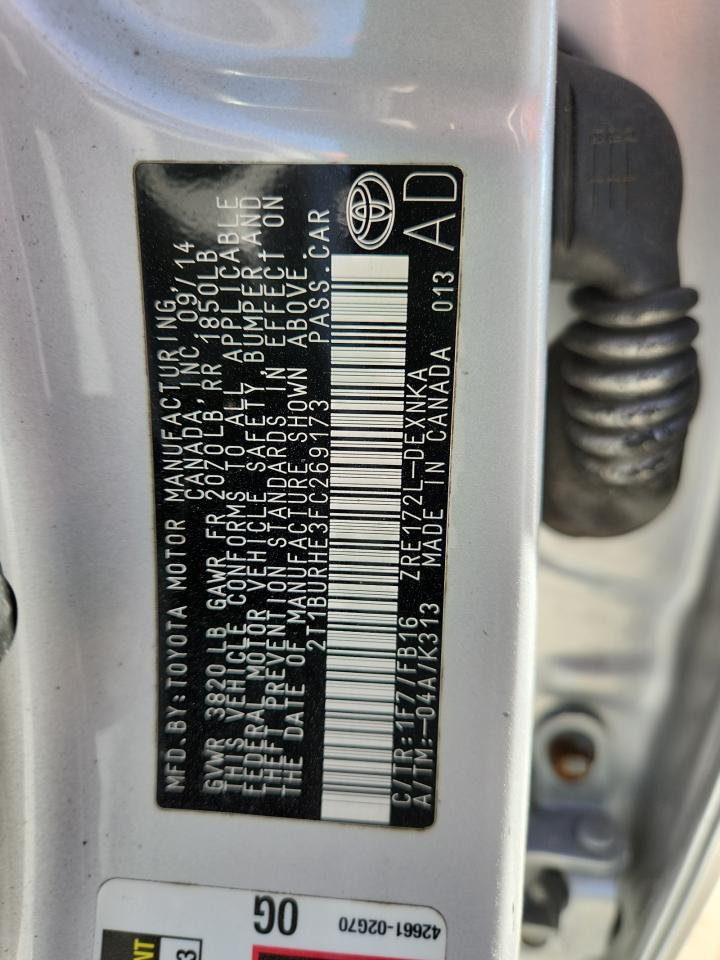 MFD.BY:TOYOTA MOTOR MANUFACTURING,
CANADA, INC 09/14
GVWR 3820LB GAWR FR 2070LB,RR 1850LB
THIS VEHICLE CONFORMS TO ALL APPLICABLE
FEDERAL MOTOR VEHICLE SAFETY,BUMPER,AND
THEFT PREVENTION STANDARDS IN EFFECT ON
THE DATE OF MANUFACTURE SHOWN ABOVE.
2T1BURHE3FC269173 PASS.CAR
C/TR:1F7/FB16 ZRE172L-DEXNKA 013
A/TM:-04A/K313 MADE IN CANADA AD
42661-02G70
0G